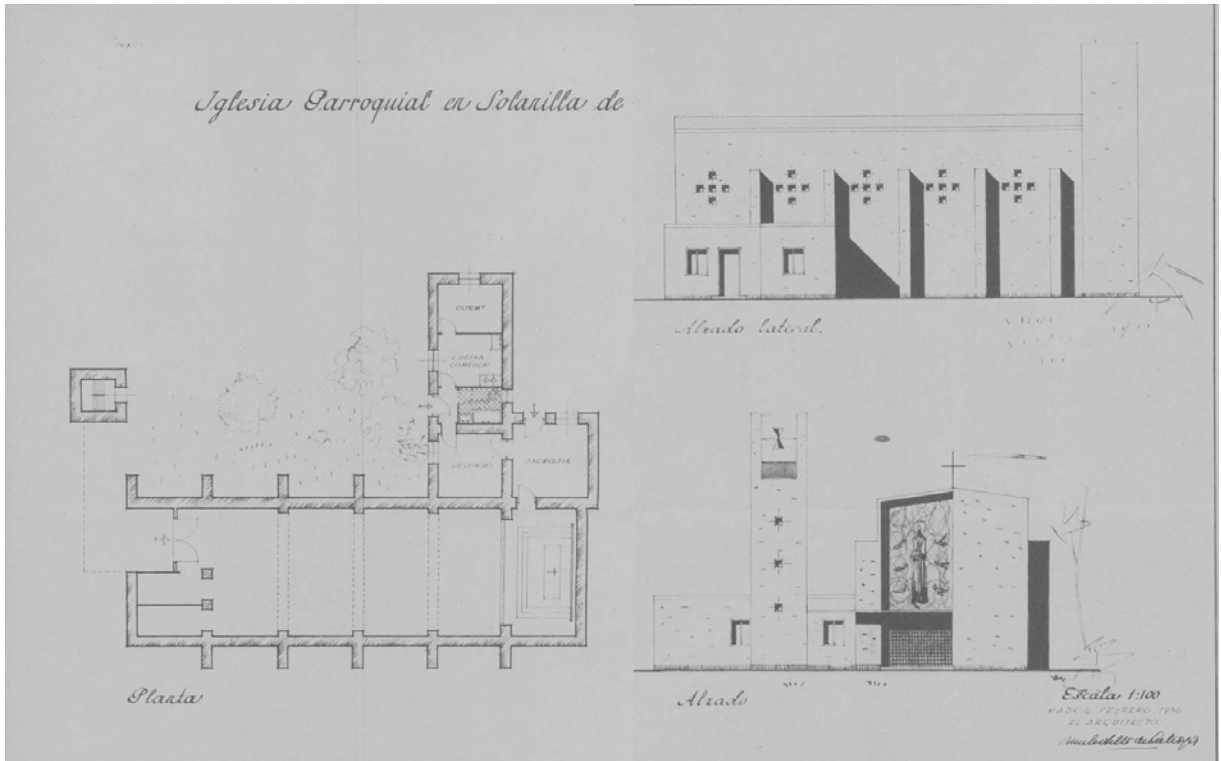 Iglesia Parroquial en Solanilla de
DORMT
COCINA
COMEDOR
DESPACHO
SACRISTIA
Planta
Alzado lateral.
Alzado
Escala 1:100
MADRID FEBRERO
EL ARQUITECTO: